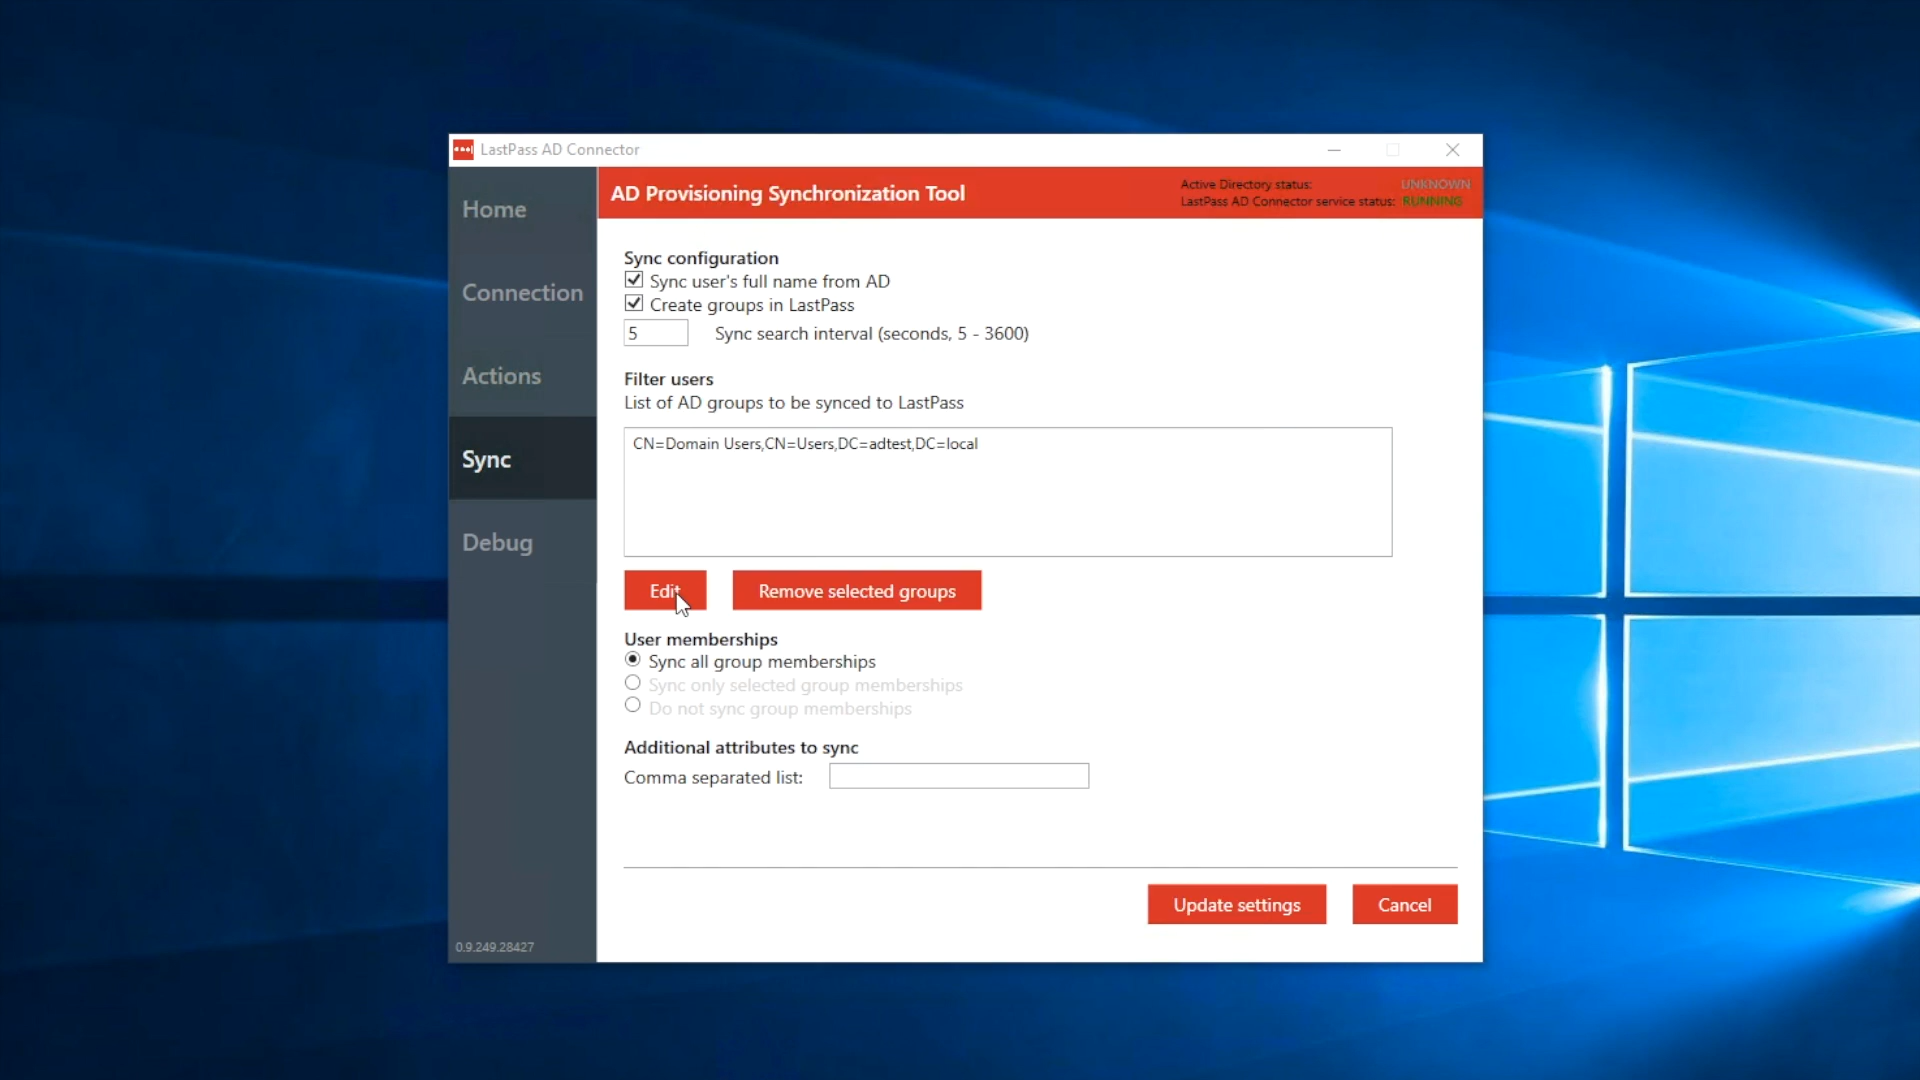 LastPass AD Connector
Home
Connection
Actions
Sync
Debug
0.9.249.28427
AD Provisioning Synchronization Tool
Active Directory status: UNKNOWN
LastPass AD Connector service status: RUNNING
Sync configuration
Sync user's full name from AD
Create groups in LastPass
5 Sync search interval (seconds, 5 - 3600)
Filter users
List of AD groups to be synced to LastPass
CN=Domain Users,CN=Users,DC=adtest,DC=local
Edit Remove selected groups
User memberships
Sync all group memberships
Sync only selected group memberships
Do not sync group memberships
Additional attributes to sync
Comma separated list:
Update settings Cancel